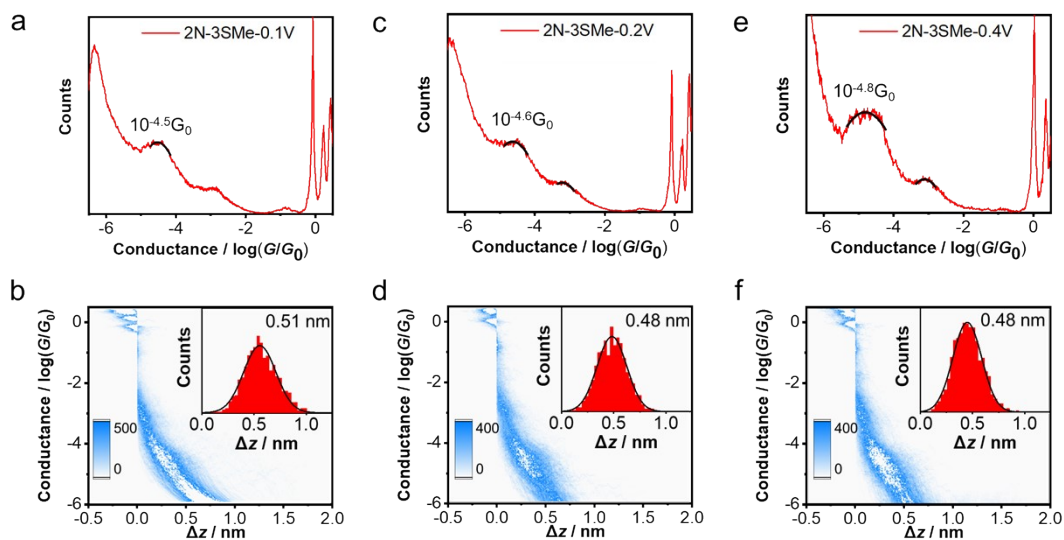 a
2N-3SMe-0.1V
10⁻⁴·⁵G₀
Counts
-6 -4 -2 0
Conductance / log(G/G₀)
c
2N-3SMe-0.2V
10⁻⁴·⁶G₀
Counts
-6 -4 -2 0
Conductance / log(G/G₀)
e
2N-3SMe-0.4V
10⁻⁴·⁸G₀
Counts
-6 -4 -2 0
Conductance / log(G/G₀)
b
Conductance / log(G/G₀)
0
-2
-4
-6
500
0
0.51 nm
Counts
0.0 0.5 1.0
Δz / nm
-0.5 0.0 0.5 1.0 1.5 2.0
Δz / nm
d
Conductance / log(G/G₀)
0
-2
-4
-6
400
0
0.48 nm
Counts
0.0 0.5 1.0
Δz / nm
-0.5 0.0 0.5 1.0 1.5 2.0
Δz / nm
f
Conductance / log(G/G₀)
0
-2
-4
-6
400
0
0.48 nm
Counts
0.0 0.5 1.0
Δz / nm
-0.5 0.0 0.5 1.0 1.5 2.0
Δz / nm